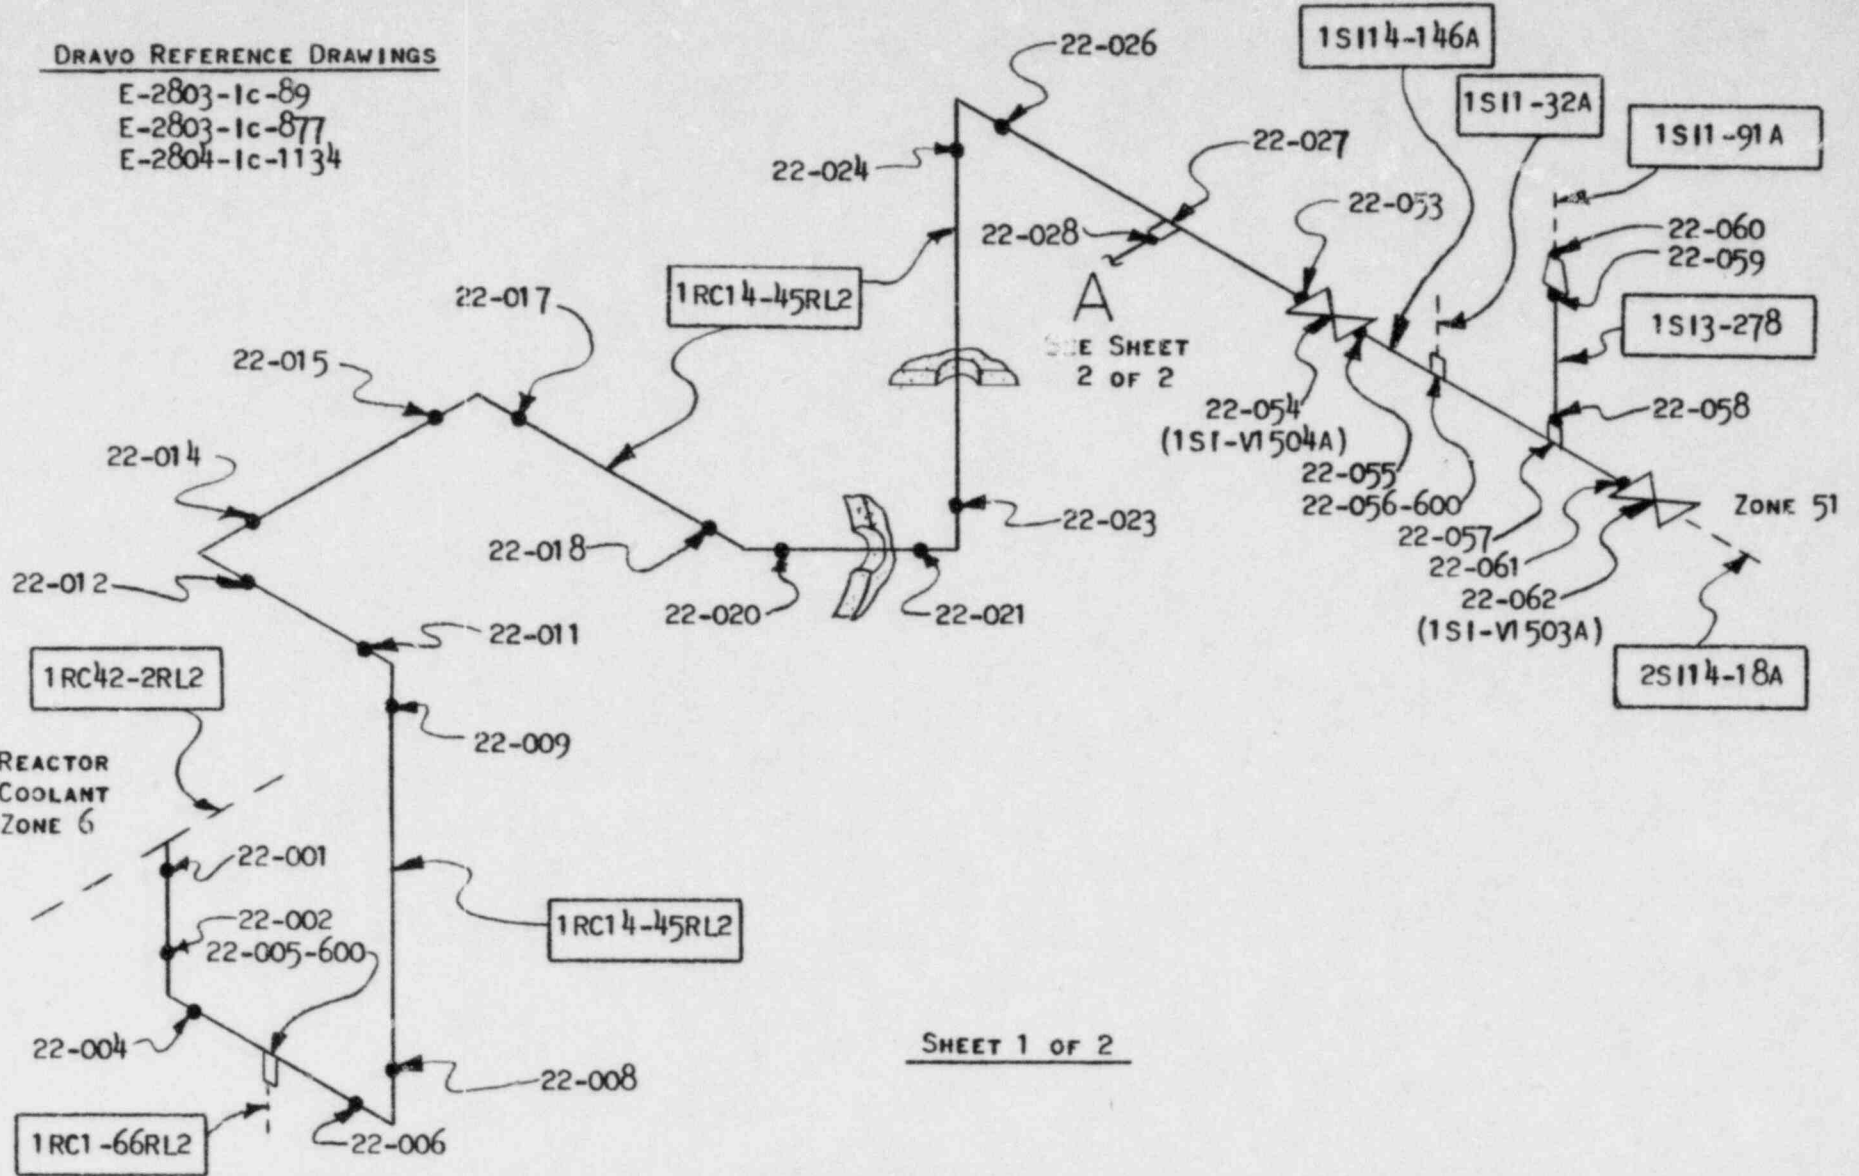 DRAVO REFERENCE DRAWINGS
E-2803-1c-89
E-2803-1c-877
E-2804-1c-1134
22-026
1SI14-146A
1SI1-32A
1SI1-91A
22-024
22-027
22-053
22-028
22-060
22-059
A
SEE SHEET
2 OF 2
1RC14-45RL2
22-017
1SI3-278
22-015
22-054
(1SI-V1504A)
22-058
22-014
22-055
22-056-600
22-023
ZONE 51
22-018
22-057
22-061
22-012
22-020
22-021
22-062
(1SI-V1503A)
22-011
1RC42-2RL2
2SI14-18A
22-009
REACTOR
COOLANT
ZONE 6
22-001
22-002
1RC14-45RL2
22-005-600
22-004
SHEET 1 OF 2
22-008
1RC1-66RL2
22-006